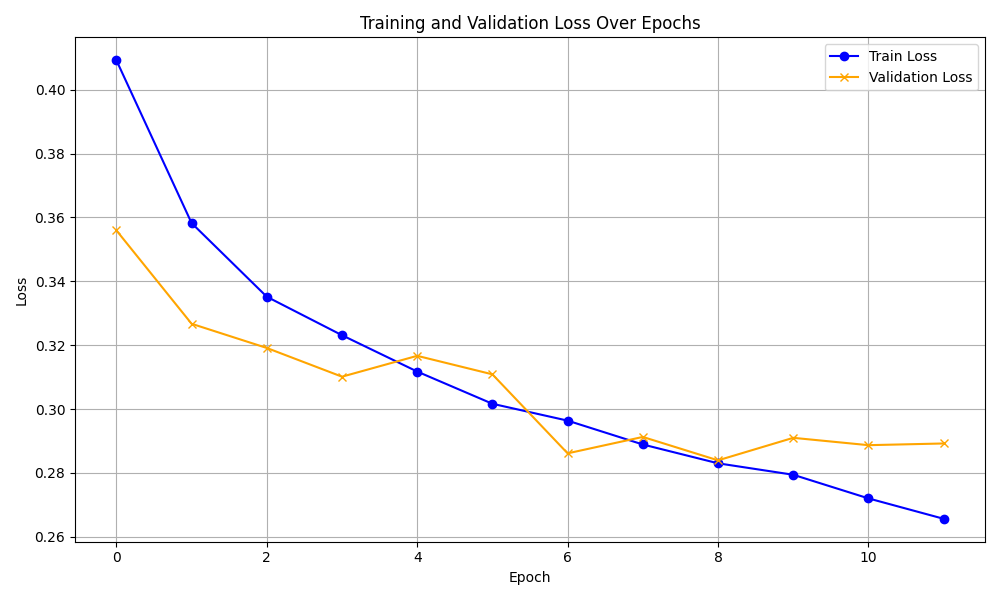 Training and Validation Loss Over Epochs
Train Loss
Validation Loss
0.40
0.38
0.36
0.34
0.32
0.30
0.28
0.26
Loss
0 2 4 6 8 10
Epoch